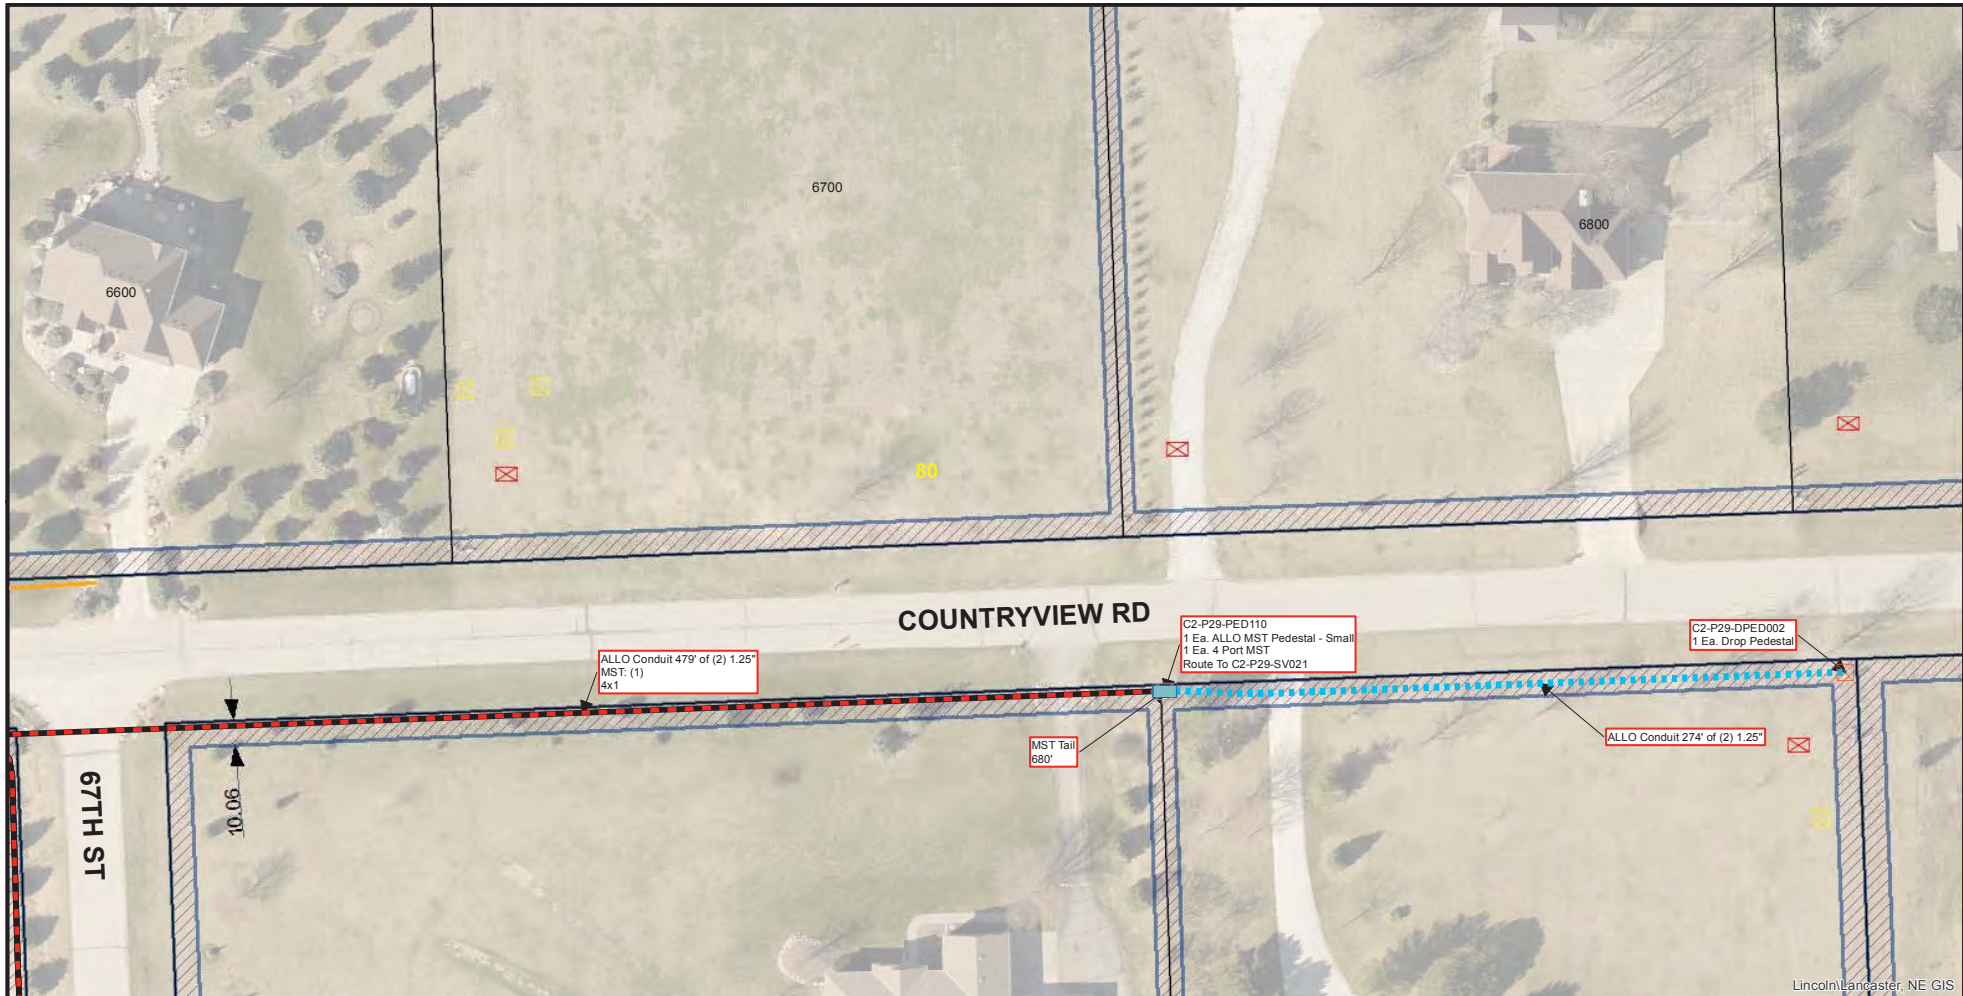 6700
6800
6600
80
COUNTRYVIEW RD
C2-P29-PED110
1 Ea. ALLO MST Pedestal - Small
1 Ea. 4 Port MST
Route To C2-P29-SV021
C2-P29-DPED002
1 Ea. Drop Pedestal
ALLO Conduit 479' of (2) 1.25"
MST: (1)
4x1
MST Tail
680'
ALLO Conduit 274' of (2) 1.25"
67TH ST
10.06
Lincoln\Lancaster, NE GIS